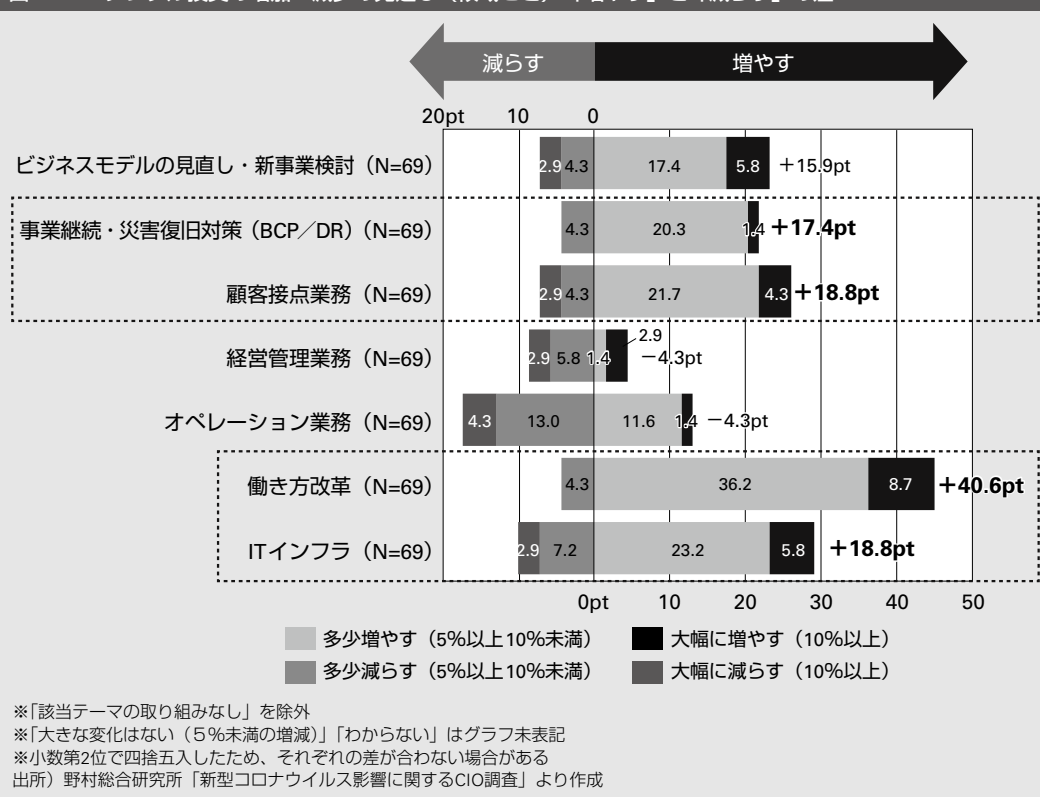 減らす 増やす
20pt 10 0
ビジネスモデルの見直し・新事業検討（N=69） 2.9 4.3 17.4 5.8 ＋15.9pt
事業継続・災害復旧対策（BCP／DR）（N=69） 4.3 20.3 1.4 ＋17.4pt
顧客接点業務（N=69） 2.9 4.3 21.7 4.3 ＋18.8pt
経営管理業務（N=69） 2.9 5.8 1.4 2.9 －4.3pt
オペレーション業務（N=69） 4.3 13.0 11.6 1.4 －4.3pt
働き方改革（N=69） 4.3 36.2 8.7 ＋40.6pt
ITインフラ（N=69） 2.9 7.2 23.2 5.8 ＋18.8pt
0pt 10 20 30 40 50
多少増やす（5%以上10%未満） 大幅に増やす（10%以上）
多少減らす（5%以上10%未満） 大幅に減らす（10%以上）
※「該当テーマの取り組みなし」を除外
※「大きな変化はない（５％未満の増減）」「わからない」はグラフ未表記
※小数第2位で四捨五入したため、それぞれの差が合わない場合がある
出所）野村総合研究所「新型コロナウイルス影響に関するCIO調査」より作成